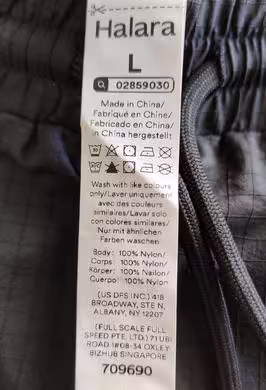 Halara
L
02859030
Made in China/
Fabriqué en Chine/
Fabricado en China/
in China hergestellt
Wash with like colours
only/Laver uniquement
avec des couleurs
similaires/Lavar solo
con colores similares/
Nur mit ähnlichen
Farben waschen
Body: 100% Nylon/
Corps: 100% Nylon/
Körper: 100% Nailon/
Cuerpo: 100% Nylon
(US DFS INC.) 418
BROADWAY, STE N,
ALBANY, NY 12207
(FULL SCALE FULL
SPEED PTE. LTD.) 71 UBI
ROAD 1#08-34 OXLEY
BIZHUB SINGAPORE
709690